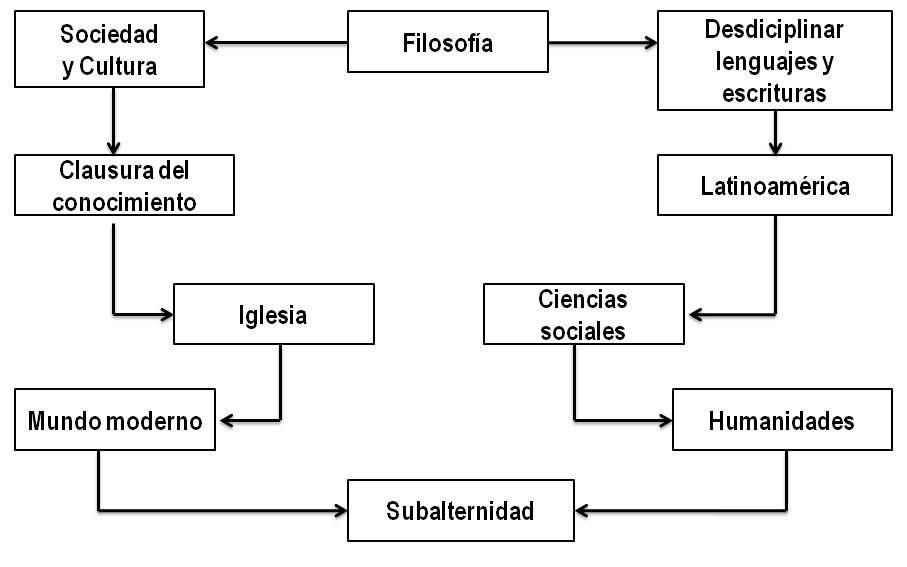 Sociedad
y Cultura
Filosofía
Desdiciplinar
lenguajes y
escrituras
Clausura del
conocimiento
Latinoamérica
Iglesia
Ciencias
sociales
Mundo moderno
Humanidades
Subalternidad